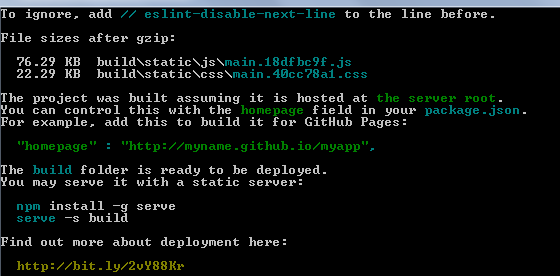 To ignore, add // eslint-disable-next-line to the line before.
File sizes after gzip:
76.29 KB  build\static\js\main.18dfbc9f.js
22.29 KB  build\static\css\main.40cc78a1.css
The project was built assuming it is hosted at the server root.
You can control this with the homepage field in your package.json.
For example, add this to build it for GitHub Pages:
"homepage" : "http://myname.github.io/myapp",
The build folder is ready to be deployed.
You may serve it with a static server:
npm install -g serve
serve -s build
Find out more about deployment here:
http://bit.ly/2vY88Kr